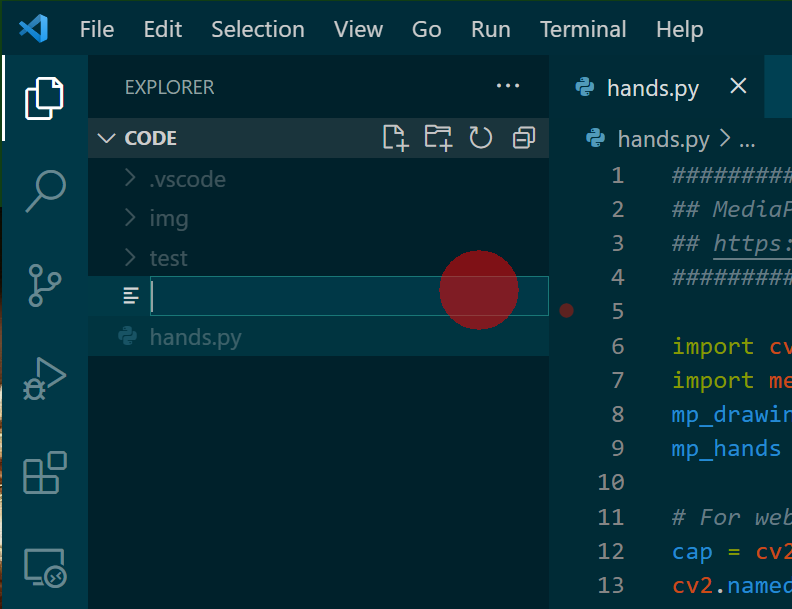 File Edit Selection View Go Run Terminal Help
EXPLORER ...
hands.py
CODE
hands.py > ...
.vscode
img
test
hands.py
1 ##########
2 ## MediaP
3 ## https:
4 ##########
5
6 import cv
7 import me
8 mp_drawin
9 mp_hands
10
11 # For web
12 cap = cv2
13 cv2.named